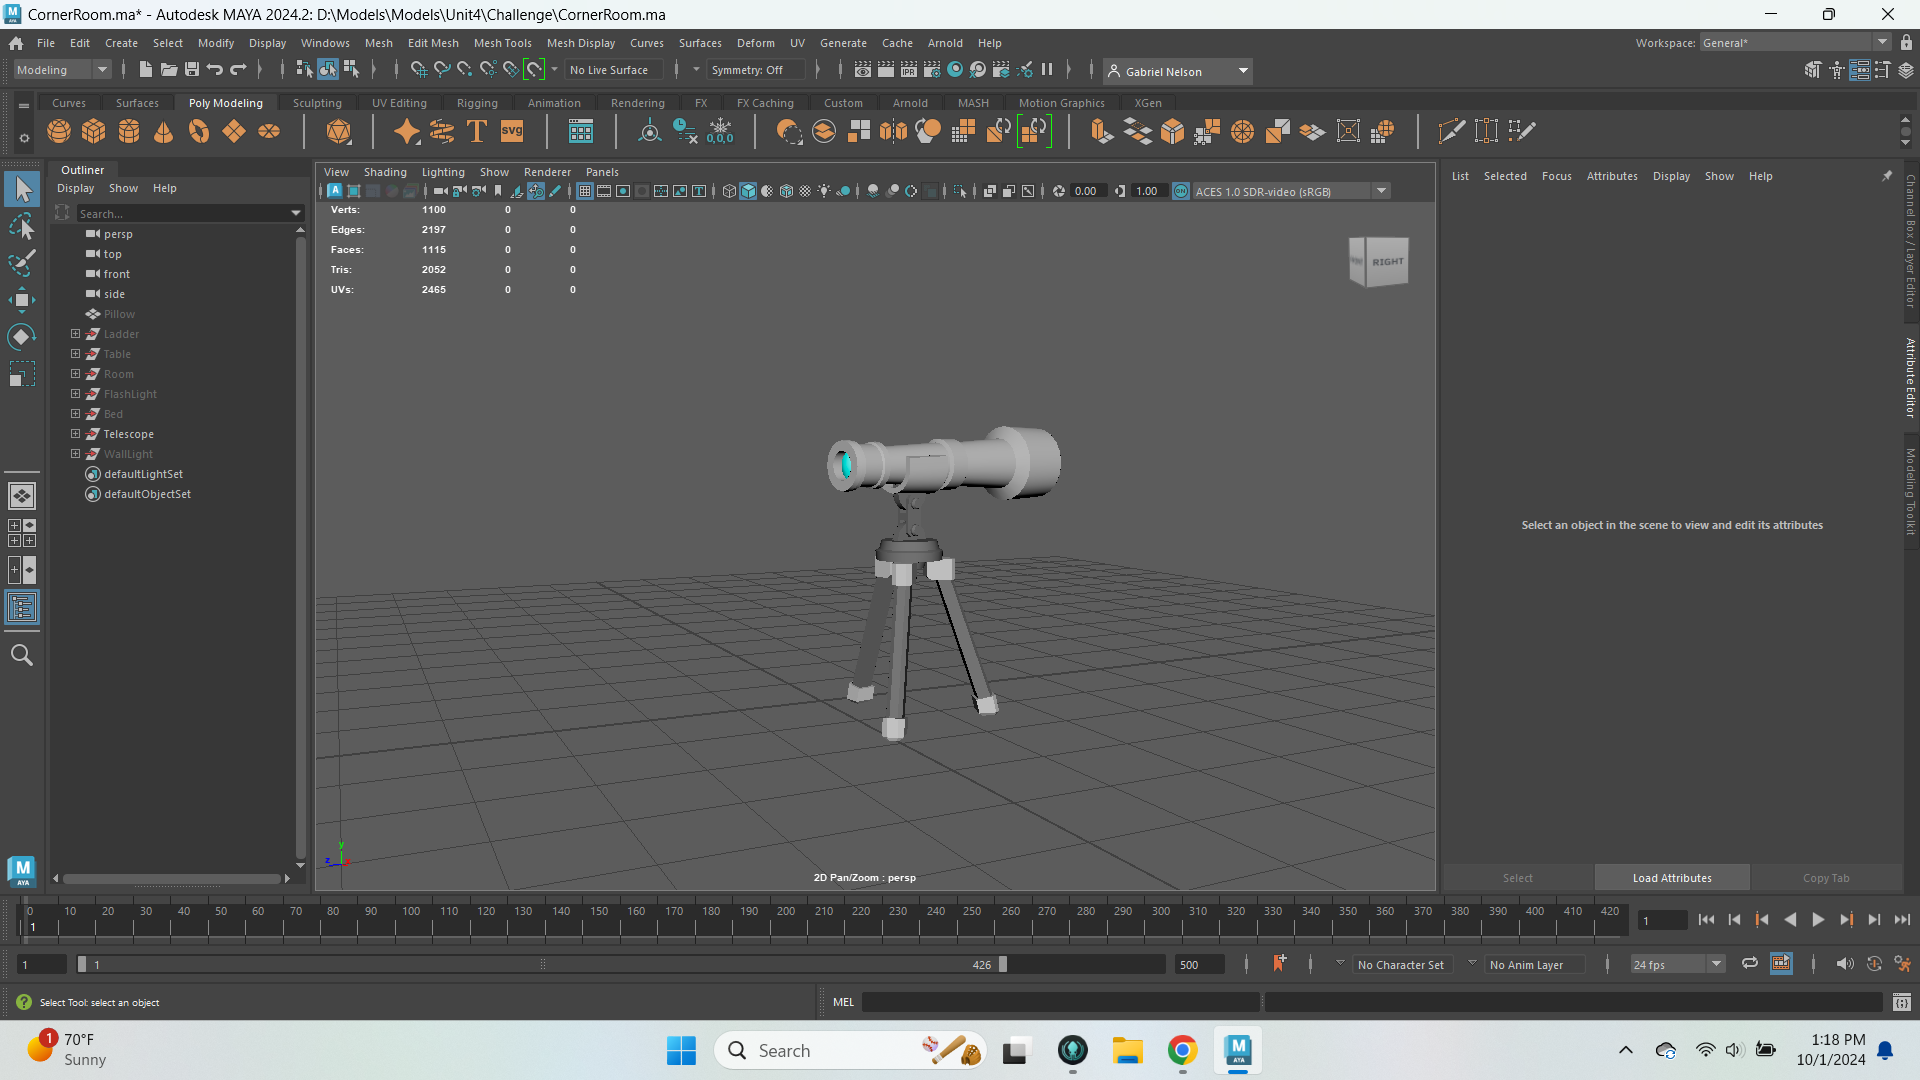 CornerRoom.ma* - Autodesk MAYA 2024.2: D:\Models\Models\Unit4\Challenge\CornerRoom.ma
File Edit Create Select Modify Display Windows Mesh Edit Mesh Mesh Tools Mesh Display Curves Surfaces Deform UV Generate Cache Arnold Help
Workspace: General*
Modeling
No Live Surface
Symmetry: Off
IPR
Gabriel Nelson
Curves Surfaces Poly Modeling Sculpting UV Editing Rigging Animation Rendering FX FX Caching Custom Arnold MASH Motion Graphics XGen
T
SVG
0,0,0
Outliner
Display Show Help
Search...
persp
top
front
side
Pillow
Ladder
Table
Room
FlashLight
Bed
Telescope
WallLight
defaultLightSet
defaultObjectSet
View Shading Lighting Show Renderer Panels
0.00
1.00
ON
ACES 1.0 SDR-video (sRGB)
Verts: 1100 0 0
Edges: 2197 0 0
Faces: 1115 0 0
Tris: 2052 0 0
UVs: 2465 0 0
RIGHT
y
z
2D Pan/Zoom : persp
List Selected Focus Attributes Display Show Help
Select an object in the scene to view and edit its attributes
Select
Load Attributes
Copy Tab
Channel Box / Layer Editor
Attribute Editor
Modeling Toolkit
M
AYA
0 10 20 30 40 50 60 70 80 90 100 110 120 130 140 150 160 170 180 190 200 210 220 230 240 250 260 270 280 290 300 310 320 330 340 350 360 370 380 390 400 410 420
1
1
1
1
426
500
No Character Set
No Anim Layer
24 fps
Select Tool: select an object
MEL
1
70°F
Sunny
Search
M
AYA
1:18 PM
10/1/2024